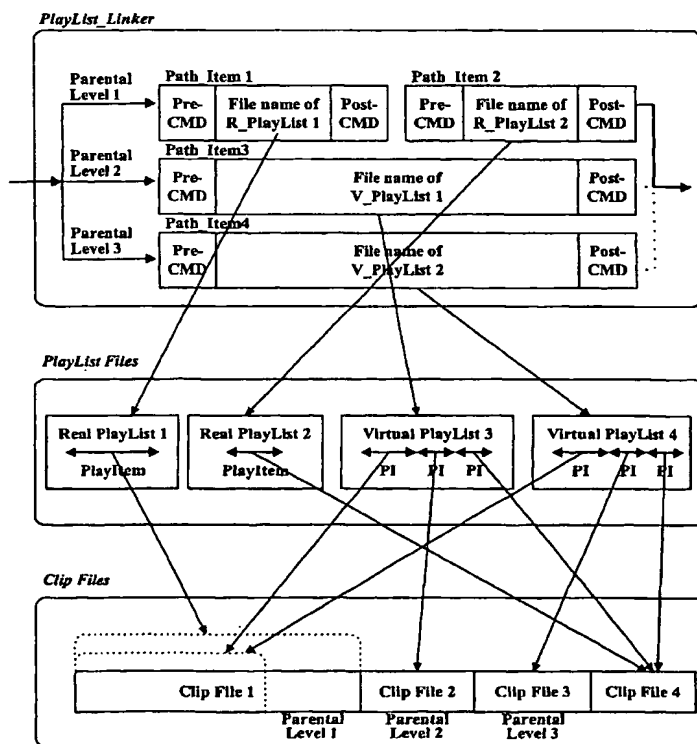 PlayList_Linker
Parental
Level 1
Path_Item 1
Pre-
CMD
File name of
R_PlayList 1
Post-
CMD
Path_Item 2
Pre-
CMD
File name of
R_PlayList 2
Post-
CMD
Parental
Level 2
Path_Item3
Pre-
CMD
File name of
V_PlayList 1
Post-
CMD
Parental
Level 3
Path_Item4
Pre-
CMD
File name of
V_PlayList 2
Post-
CMD
PlayList Files
Real PlayList 1
PlayItem
Real PlayList 2
PlayItem
Virtual PlayList 3
PI PI PI
Virtual PlayList 4
PI PI PI
Clip Files
Clip File 1
Clip File 2
Clip File 3
Clip File 4
Parental
Level 1
Parental
Level 2
Parental
Level 3